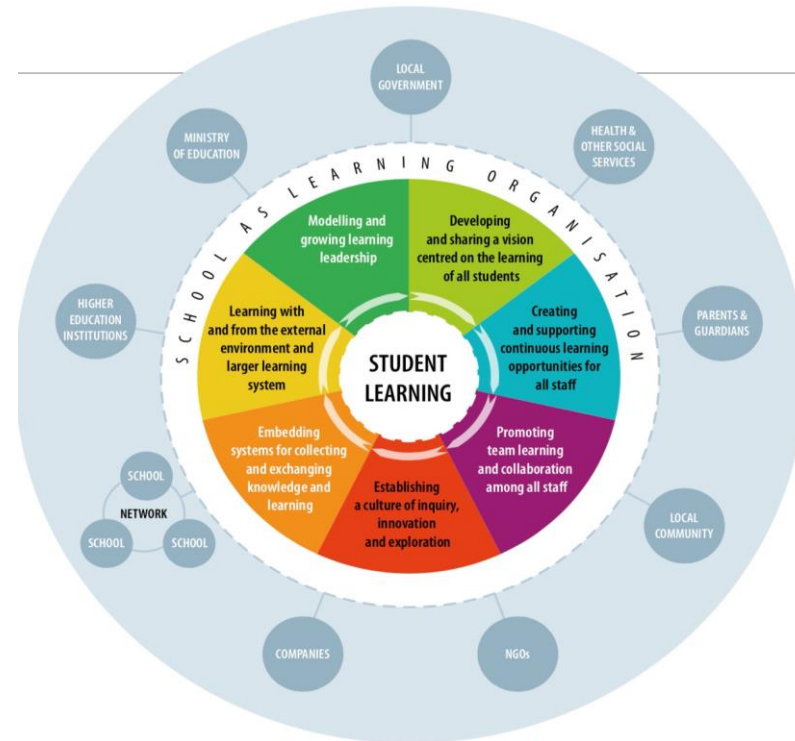 LOCAL
GOVERNMENT
MINISTRY
OF EDUCATION
HEALTH &
OTHER SOCIAL
SERVICES
SCHOOL AS LEARNING ORGANISATION
Modelling and
growing learning
leadership
Developing
and sharing a vision
centred on the learning
of all students
HIGHER
EDUCATION
INSTITUTIONS
Learning with
and from the external
environment and
larger learning
system
Creating
and supporting
continuous learning
opportunities for
all staff
PARENTS &
GUARDIANS
STUDENT
LEARNING
Embedding
systems for collecting
and exchanging
knowledge and
learning
Promoting
team learning
and collaboration
among all staff
Establishing
a culture of inquiry,
innovation
and exploration
SCHOOL
NETWORK
SCHOOL
SCHOOL
LOCAL
COMMUNITY
COMPANIES
NGOs